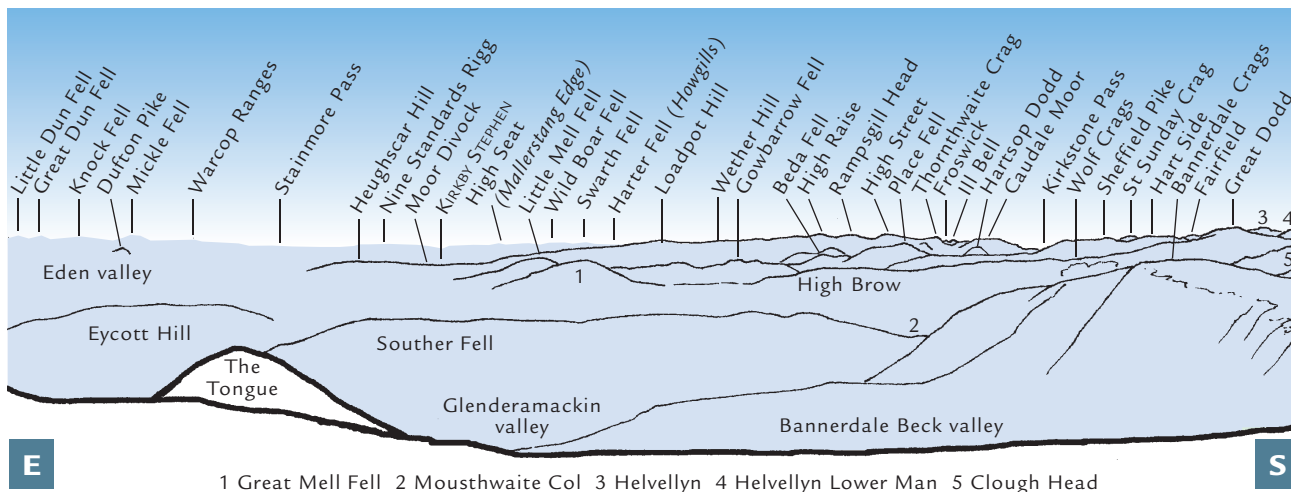 Little Dun Fell
Great Dun Fell
Knock Fell
Dufton Pike
Mickle Fell
Warcop Ranges
Stainmore Pass
Heughscar Hill
Nine Standards Rigg
Moor Divock
KIRKBY STEPHEN
High Seat
(Mallerstang Edge)
Little Mell Fell
Wild Boar Fell
Swarth Fell
Harter Fell (Howgills)
Loadpot Hill
Wether Hill
Gowbarrow Fell
Beda Fell
High Raise
Rampsgill Head
High Street
Place Fell
Thornthwaite Crag
Froswick
Ill Bell
Hartsop Dodd
Caudale Moor
Kirkstone Pass
Wolf Crags
Sheffield Pike
St Sunday Crag
Hart Side
Bannerdale Crags
Fairfield
Great Dodd
3 4
5
Eden valley
1
High Brow
Eycott Hill
2
Souther Fell
The
Tongue
Glenderamackin
valley
Bannerdale Beck valley
E
S
1 Great Mell Fell 2 Mousthwaite Col 3 Helvellyn 4 Helvellyn Lower Man 5 Clough Head